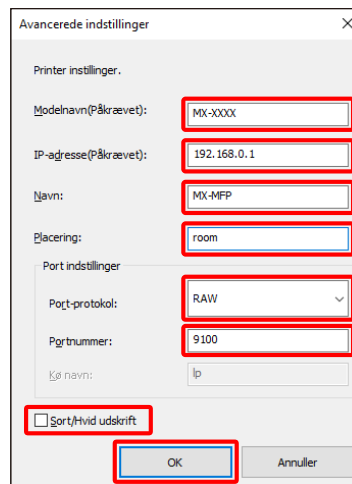 Avancerede indstillinger
Printer instillinger.
Modelnavn(Påkrævet): MX-XXXX
IP-adresse(Påkrævet): 192.168.0.1
Navn: MX-MFP
Placering: room
Port indstillinger
Port-protokol: RAW
Portnummer: 9100
Kø navn: lp
Sort/Hvid udskrift
OK Annuller